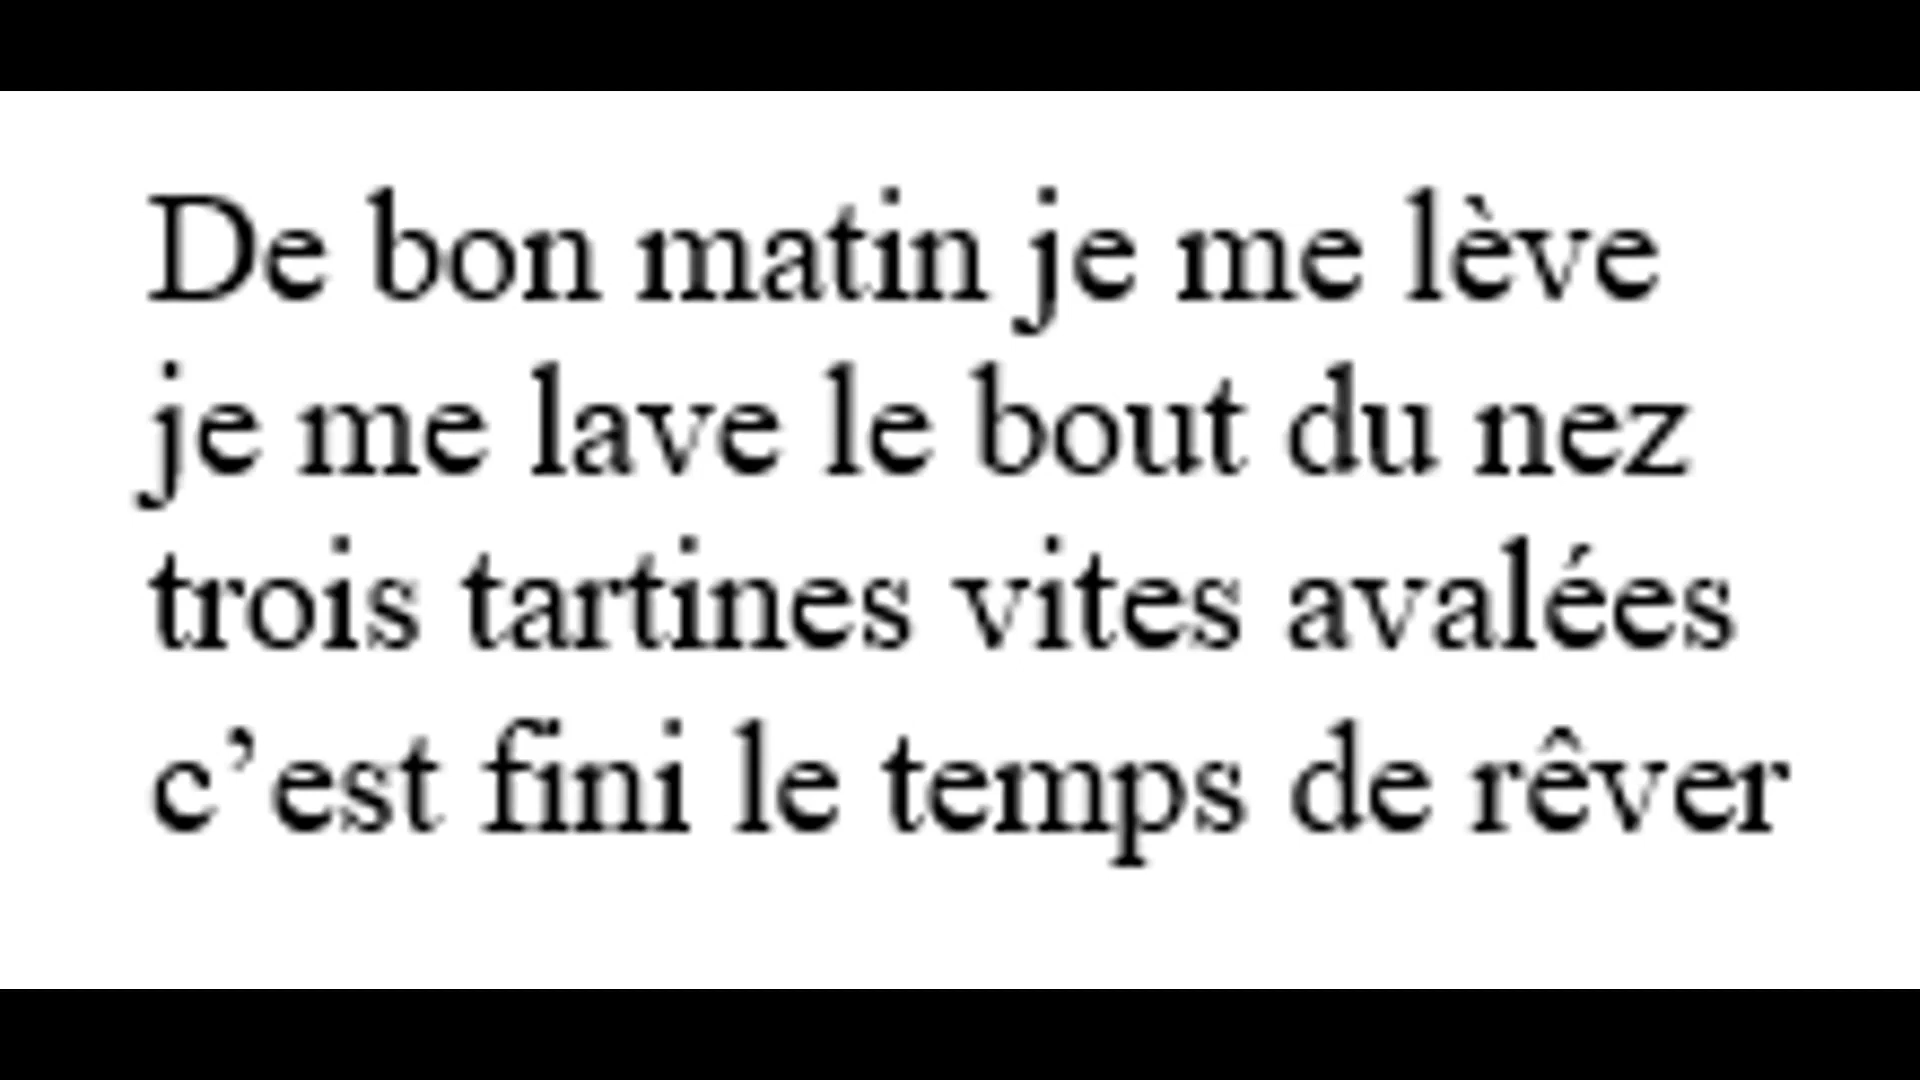 De bon matin je me lève
je me lave le bout du nez
trois tartines vites avalées
c’est fini le temps de rêver